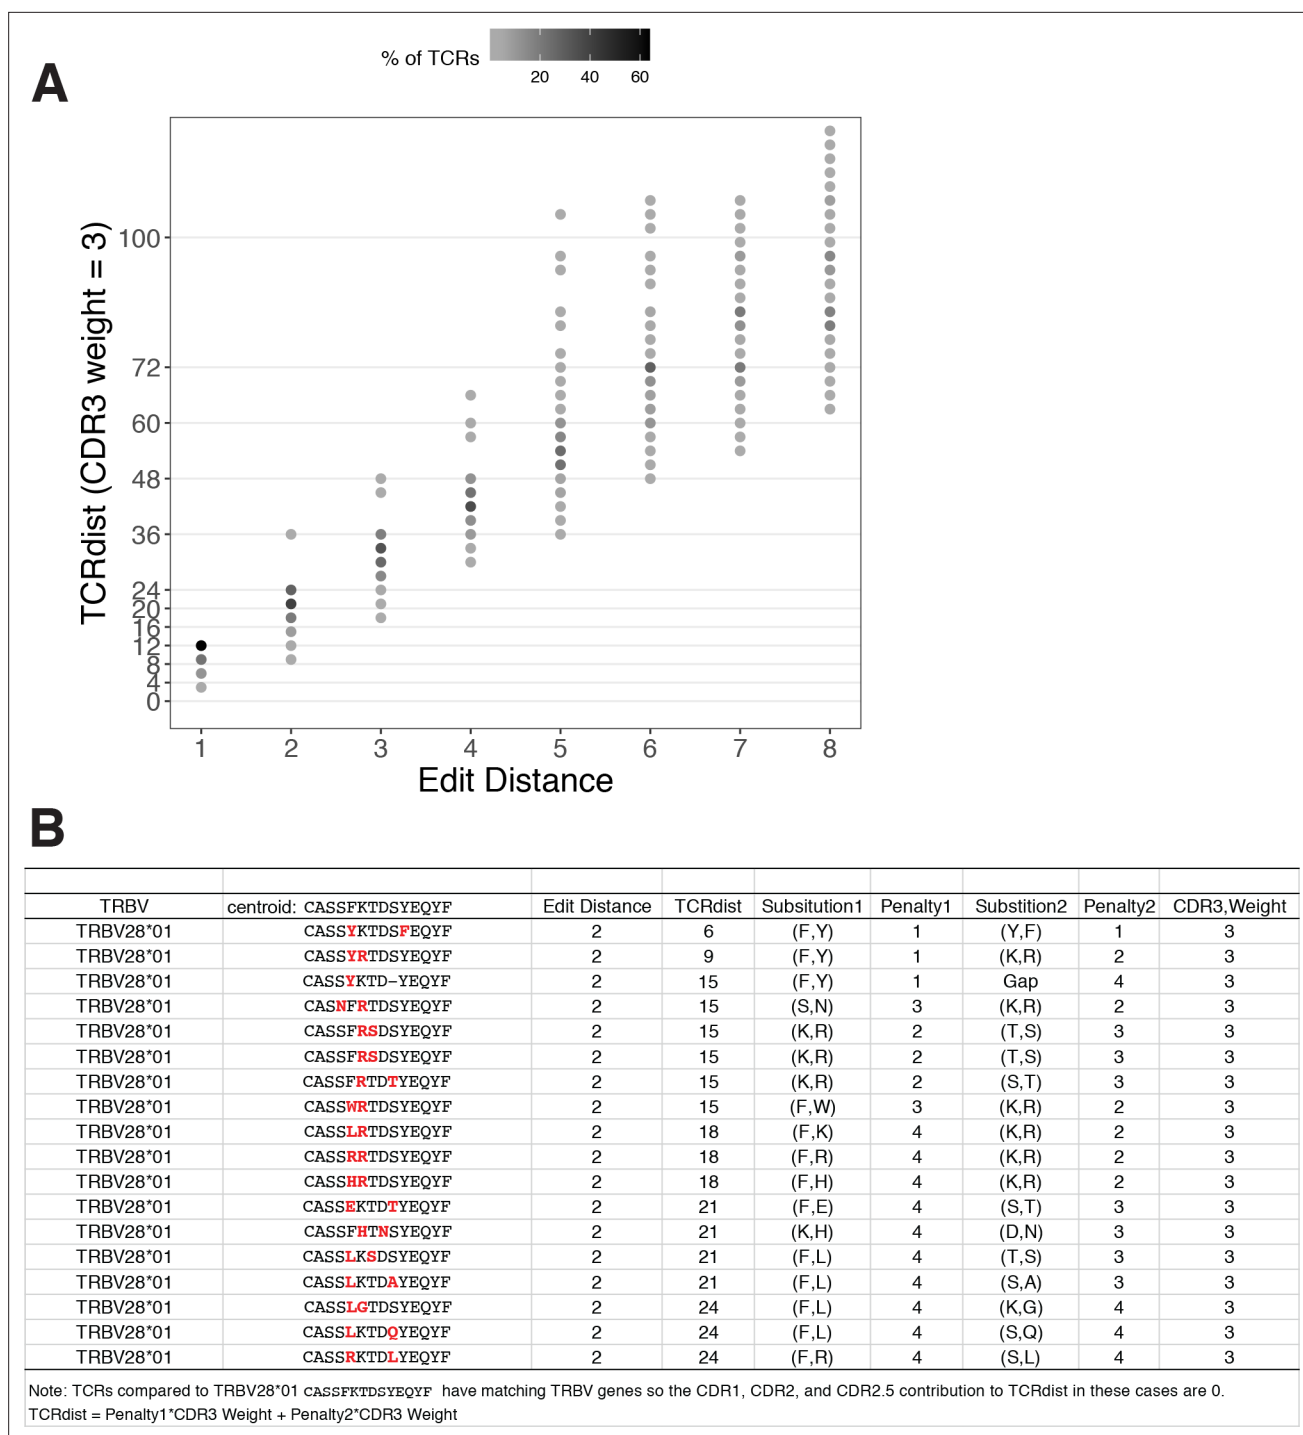 A
% of TCRs
20 40 60
TCRdist (CDR3 weight = 3)
100
72
60
48
36
24
20
16
12
8
4
0
1 2 3 4 5 6 7 8
Edit Distance
B
TRBV centroid: CASSFKTDSYEQYF Edit Distance TCRdist Subsitution1 Penalty1 Substition2 Penalty2 CDR3,Weight
TRBV28*01 CASSYKTDSFEQYF 2 6 (F,Y) 1 (Y,F) 1 3
TRBV28*01 CASSYRTDSYEQYF 2 9 (F,Y) 1 (K,R) 2 3
TRBV28*01 CASSYKTD-YEQYF 2 15 (F,Y) 1 Gap 4 3
TRBV28*01 CASNFRTDSYEQYF 2 15 (S,N) 3 (K,R) 2 3
TRBV28*01 CASSFRSDSYEQYF 2 15 (K,R) 2 (T,S) 3 3
TRBV28*01 CASSFRSDSYEQYF 2 15 (K,R) 2 (T,S) 3 3
TRBV28*01 CASSFRTDTYEQYF 2 15 (K,R) 2 (S,T) 3 3
TRBV28*01 CASSWRTDSYEQYF 2 15 (F,W) 3 (K,R) 2 3
TRBV28*01 CASSLRTDSYEQYF 2 18 (F,K) 4 (K,R) 2 3
TRBV28*01 CASSRRTDSYEQYF 2 18 (F,R) 4 (K,R) 2 3
TRBV28*01 CASSHRTDSYEQYF 2 18 (F,H) 4 (K,R) 2 3
TRBV28*01 CASSEKTDTYEQYF 2 21 (F,E) 4 (S,T) 3 3
TRBV28*01 CASSFHTNSYEQYF 2 21 (K,H) 4 (D,N) 3 3
TRBV28*01 CASSLKSDSYEQYF 2 21 (F,L) 4 (T,S) 3 3
TRBV28*01 CASSLKTDAYEQYF 2 21 (F,L) 4 (S,A) 3 3
TRBV28*01 CASSLGTDSYEQYF 2 24 (F,L) 4 (K,G) 4 3
TRBV28*01 CASSLKTDQYEQYF 2 24 (F,L) 4 (S,Q) 4 3
TRBV28*01 CASSRKTDLYEQYF 2 24 (F,R) 4 (S,L) 4 3
Note: TCRs compared to TRBV28*01 CASSFKTDSYEQYF have matching TRBV genes so the CDR1, CDR2, and CDR2.5 contribution to TCRdist in these cases are 0.
TCRdist = Penalty1*CDR3 Weight + Penalty2*CDR3 Weight